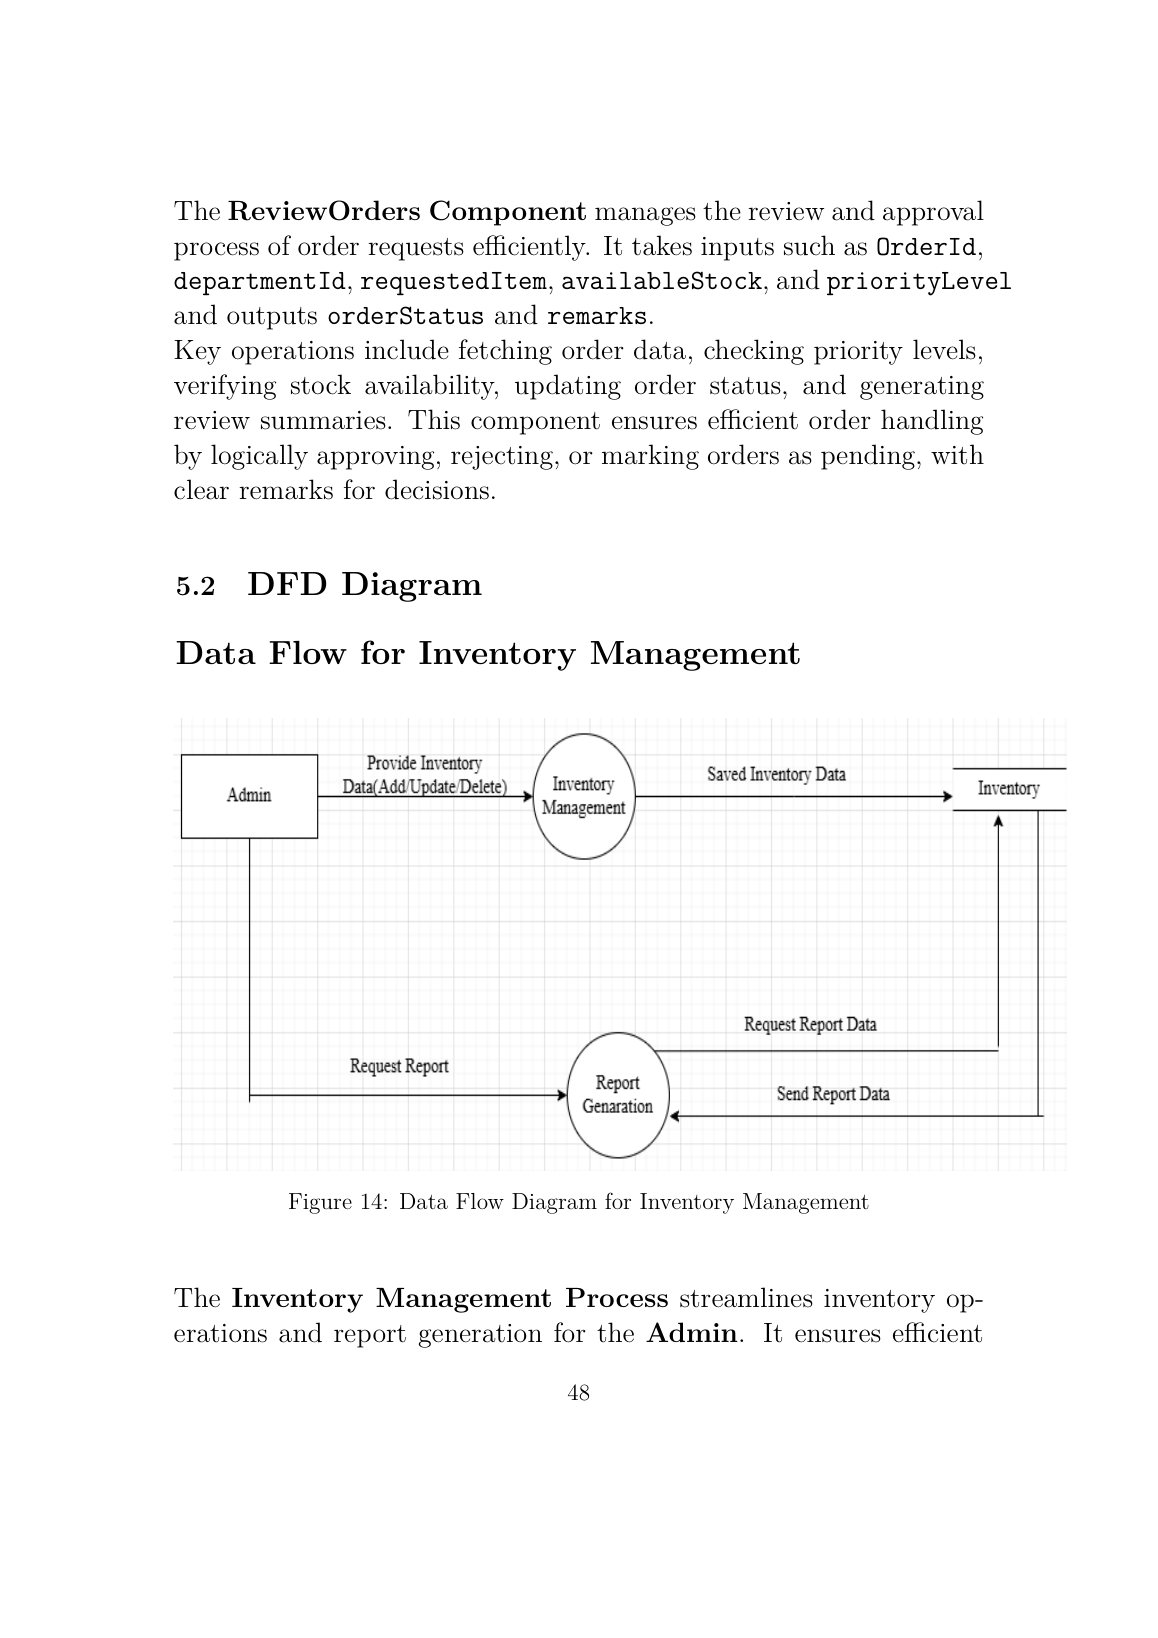 The ReviewOrders Component manages the review and approval
process of order requests efficiently. It takes inputs such as OrderId,
departmentId, requestedItem, availableStock, and priorityLevel
and outputs orderStatus and remarks.
Key operations include fetching order data, checking priority levels,
verifying stock availability, updating order status, and generating
review summaries. This component ensures efficient order handling
by logically approving, rejecting, or marking orders as pending, with
clear remarks for decisions.
5.2 DFD Diagram
Data Flow for Inventory Management
Admin
Provide Inventory
Data(Add/Update/Delete)
Inventory
Management
Saved Inventory Data
Inventory
Request Report
Report
Genaration
Request Report Data
Send Report Data
Figure 14: Data Flow Diagram for Inventory Management
The Inventory Management Process streamlines inventory op-
erations and report generation for the Admin. It ensures efficient
48